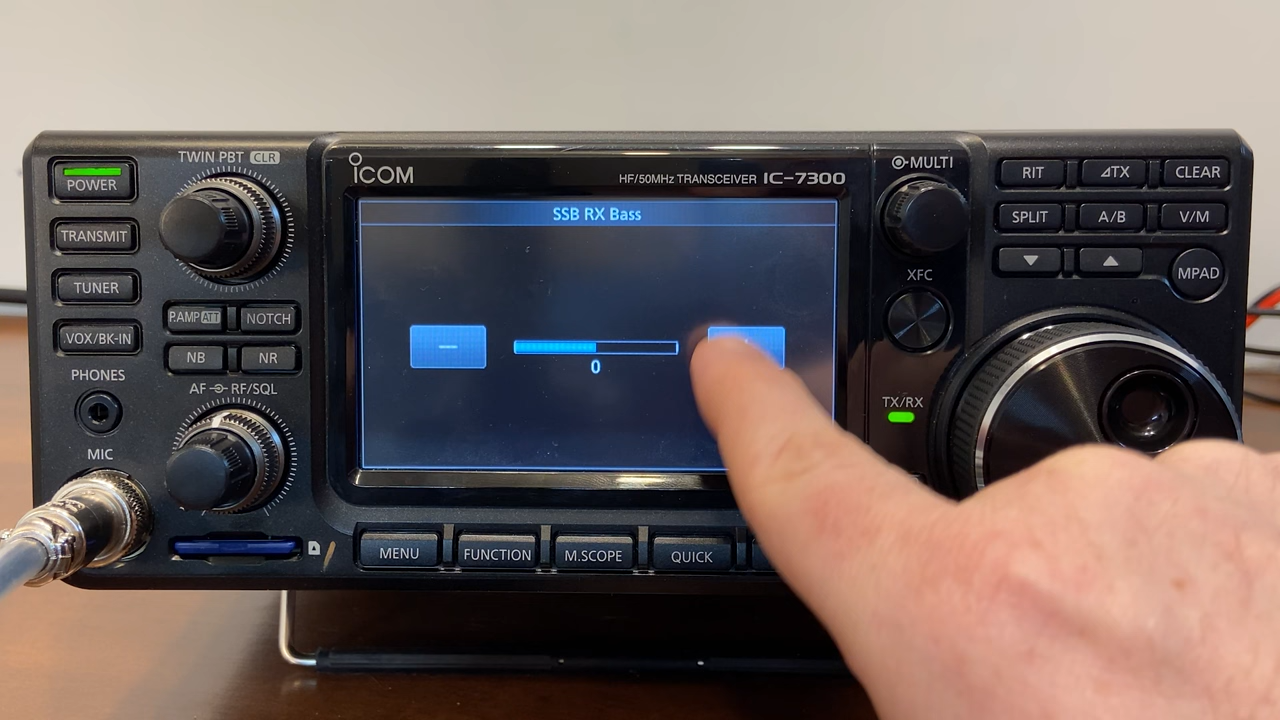 POWER
TRANSMIT
TUNER
VOX/BK-IN
PHONES
MIC
TWIN PBT CLR
P.AMP ATT
NOTCH
NB
NR
AF RF/SQL
ICOM
HF/50MHz TRANSCEIVER IC-7300
SSB RX Bass
0
MENU
FUNCTION
M.SCOPE
QUICK
MULTI
XFC
TX/RX
RIT
⊿TX
CLEAR
SPLIT
A/B
V/M
MPAD